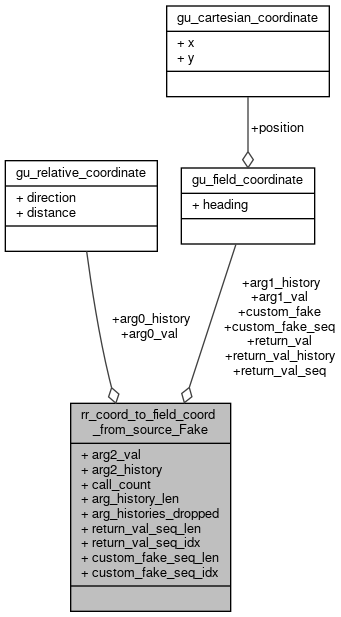 gu_cartesian_coordinate
+ x
+ y
+position
gu_relative_coordinate
+ direction
+ distance
gu_field_coordinate
+ heading
+arg0_history
+arg0_val
+arg1_history
+arg1_val
+custom_fake
+custom_fake_seq
+return_val
+return_val_history
+return_val_seq
rr_coord_to_field_coord
_from_source_Fake
+ arg2_val
+ arg2_history
+ call_count
+ arg_history_len
+ arg_histories_dropped
+ return_val_seq_len
+ return_val_seq_idx
+ custom_fake_seq_len
+ custom_fake_seq_idx